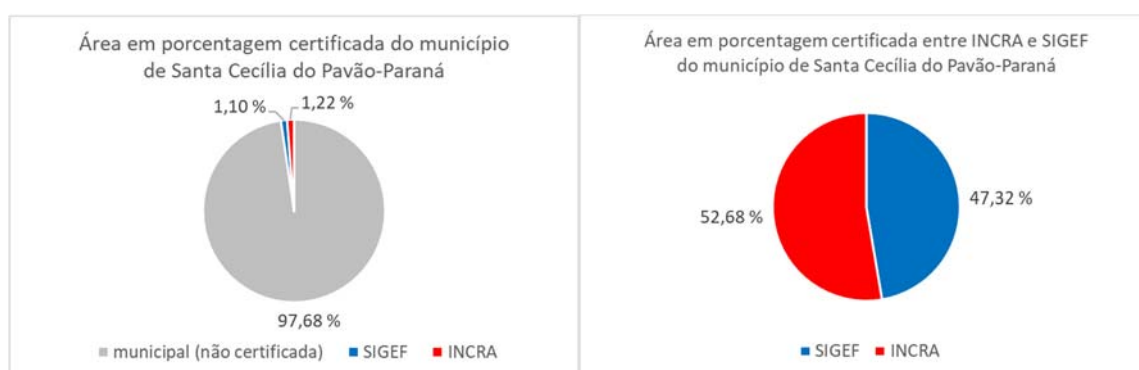 Área em porcentagem certificada do município
de Santa Cecília do Pavão-Paraná
1,10 %
1,22 %
97,68 %
municipal (não certificada)
SIGEF
INCRA
Área em porcentagem certificada entre INCRA e SIGEF
do município de Santa Cecília do Pavão-Paraná
52,68 %
47,32 %
SIGEF
INCRA